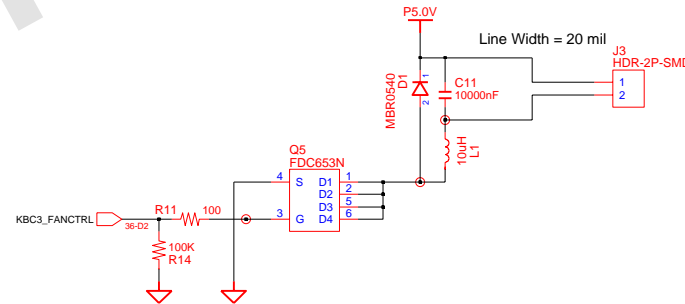 P5.0V
Line Width = 20 mil
J3
HDR-2P-SMD
1
2
MBR0540
D1
1
2
C11
10000nF
10uH
L1
Q5
FDC653N
4 S D1 1
D2 2
D3 5
3 G D4 6
KBC3_FANCTRL
36-D2
R11 100
100K
R14